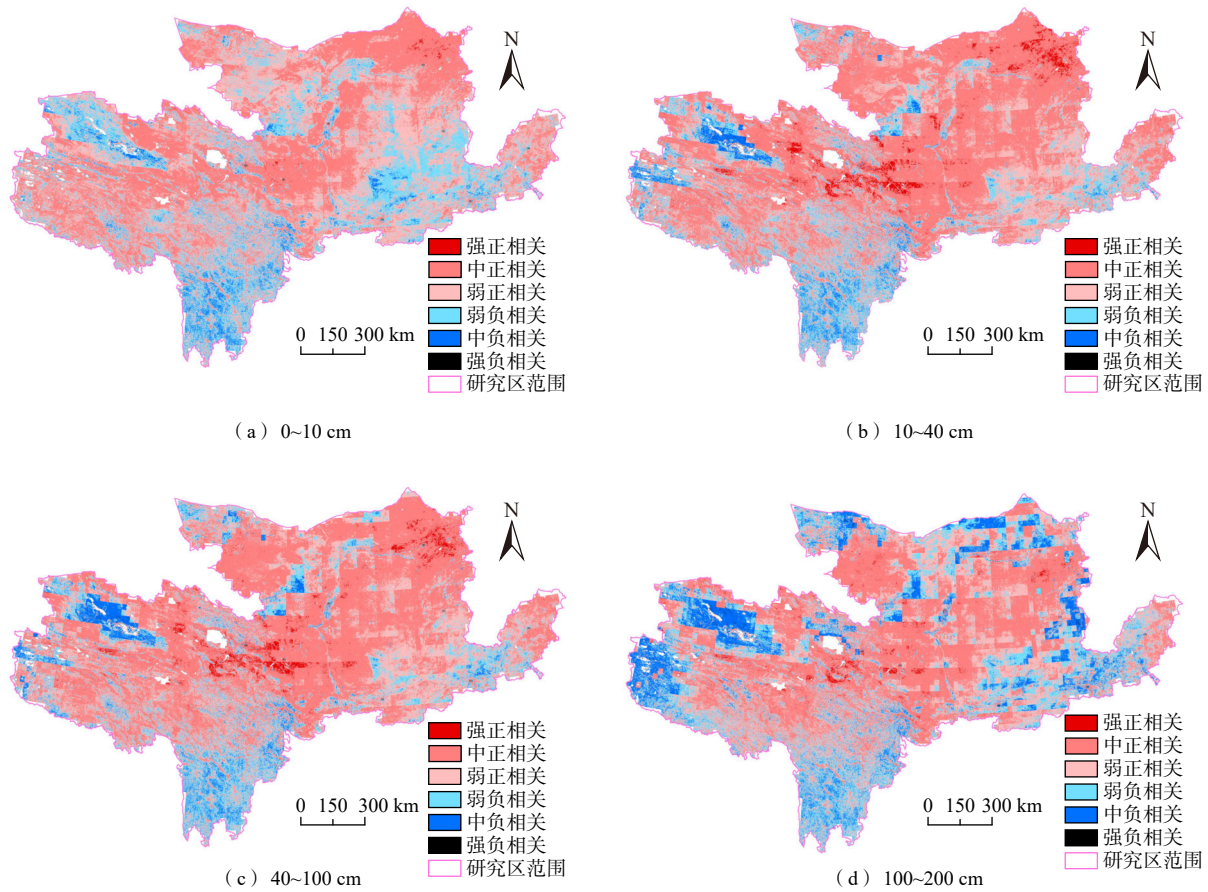 N
强正相关
中正相关
弱正相关
弱负相关
中负相关
强负相关
研究区范围
0 150 300 km
（a）0~10 cm
N
强正相关
中正相关
弱正相关
弱负相关
中负相关
强负相关
研究区范围
0 150 300 km
（b）10~40 cm
N
强正相关
中正相关
弱正相关
弱负相关
中负相关
强负相关
研究区范围
0 150 300 km
（c）40~100 cm
N
强正相关
中正相关
弱正相关
弱负相关
中负相关
强负相关
研究区范围
0 150 300 km
（d）100~200 cm